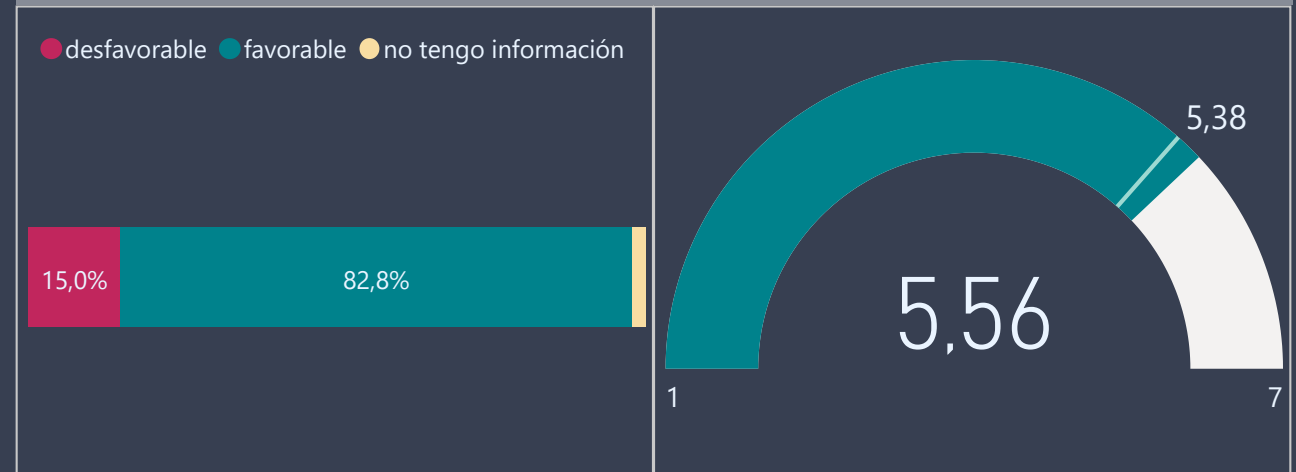 desfavorable favorable no tengo información
15,0% 82,8%
5,38
5,56
1 7